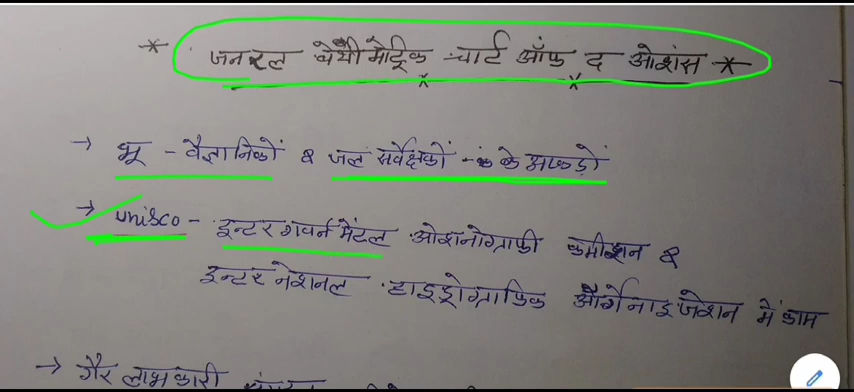 * जनरल बेथीमेट्रिक चार्ट ऑफ द ओशंस *
→ भू - वैज्ञानिकों & जल सर्वेक्षकों - के आकड़ों
→ Unisco - इन्टर गवर्नमेंटल ओशनोग्राफी कमीशन &
इन्टरनेशनल हाइड्रोग्राफिक ऑर्गेनाइजेशन में काम
→ गैर लाभकारी